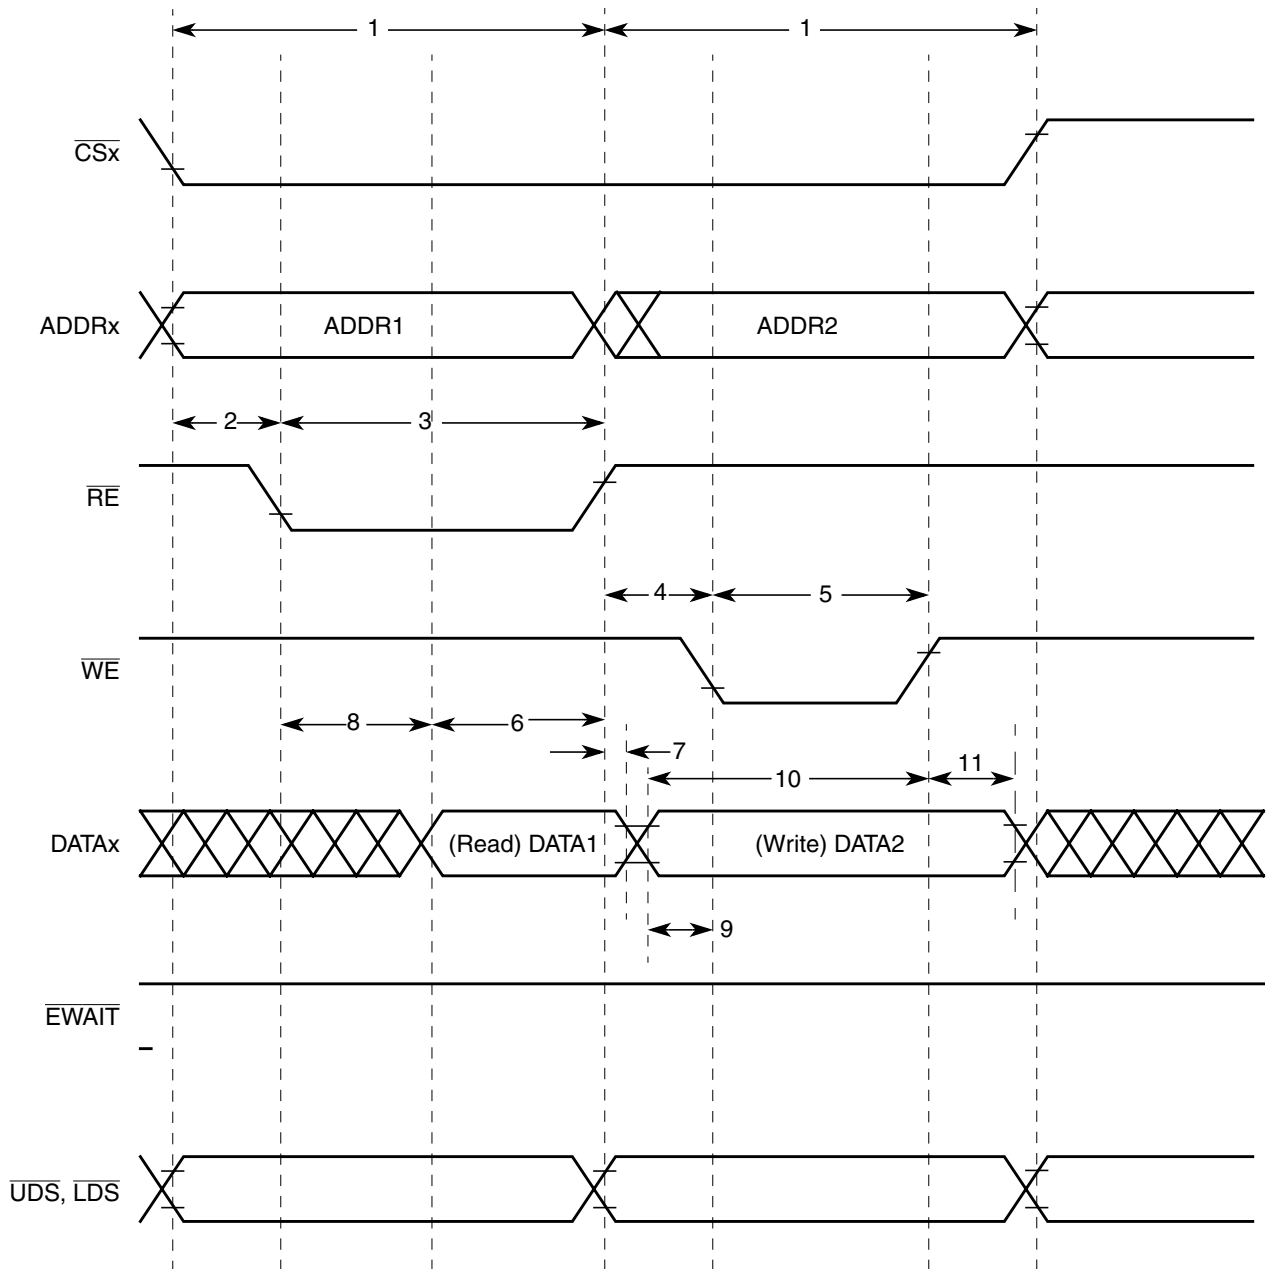 1 1
CSx
ADDRx ADDR1 ADDR2
2 3
RE
4 5
WE
8 6
7
10 11
DATAx (Read) DATA1 (Write) DATA2
9
EWAIT
UDS, LDS